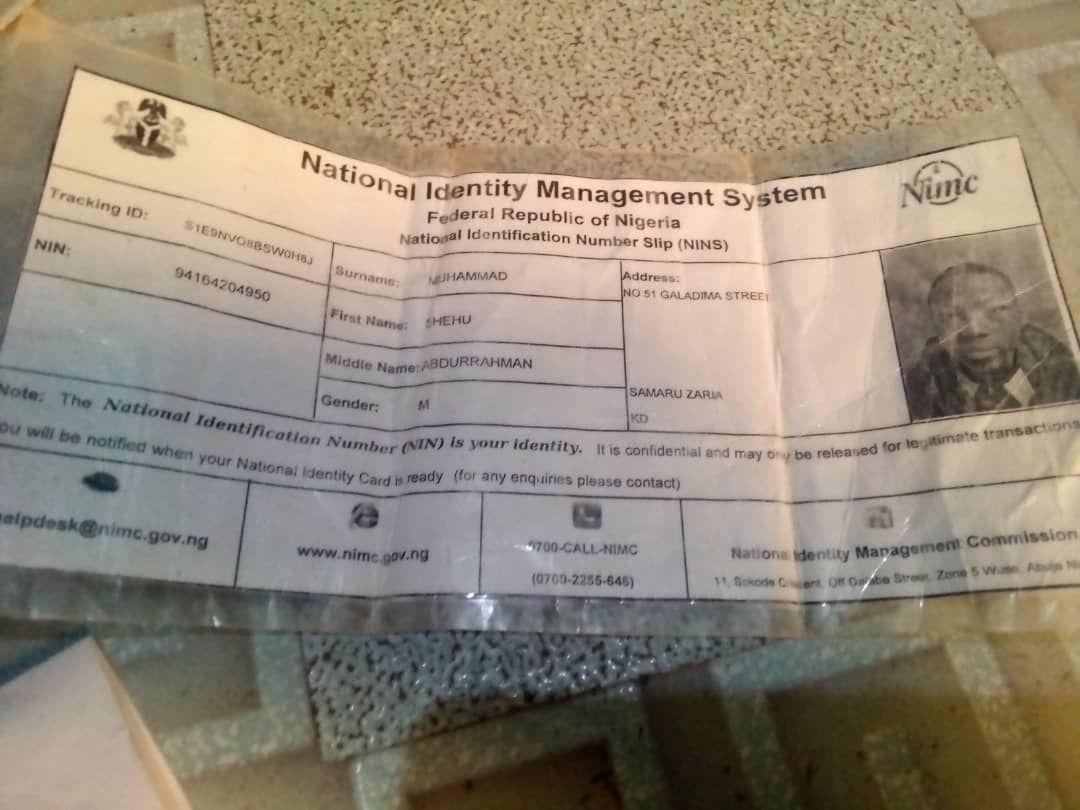 National Identity Management System
Federal Republic of Nigeria
National Identification Number Slip (NINS)
Nimc
Tracking ID:
NIN: 94164204950
Surname: MUHAMMAD
First Name: SHEHU
Middle Name: ABDURRAHMAN
Gender: M
Address:
NO 51 GALADIMA STREET
SAMARU ZARIA
KD
Note: The National Identification Number (NIN) is your identity. It is confidential and may only be released for legitimate transactions
You will be notified when your National Identity Card is ready (for any enquiries please contact)
helpdesk@nimc.gov.ng
www.nimc.gov.ng
0700-CALL-NIMC
(0700-2255-646)
National Identity Management Commission
11, Sokode Crescent, Off Dalaba Street, Zone 5 Wuse, Abuja